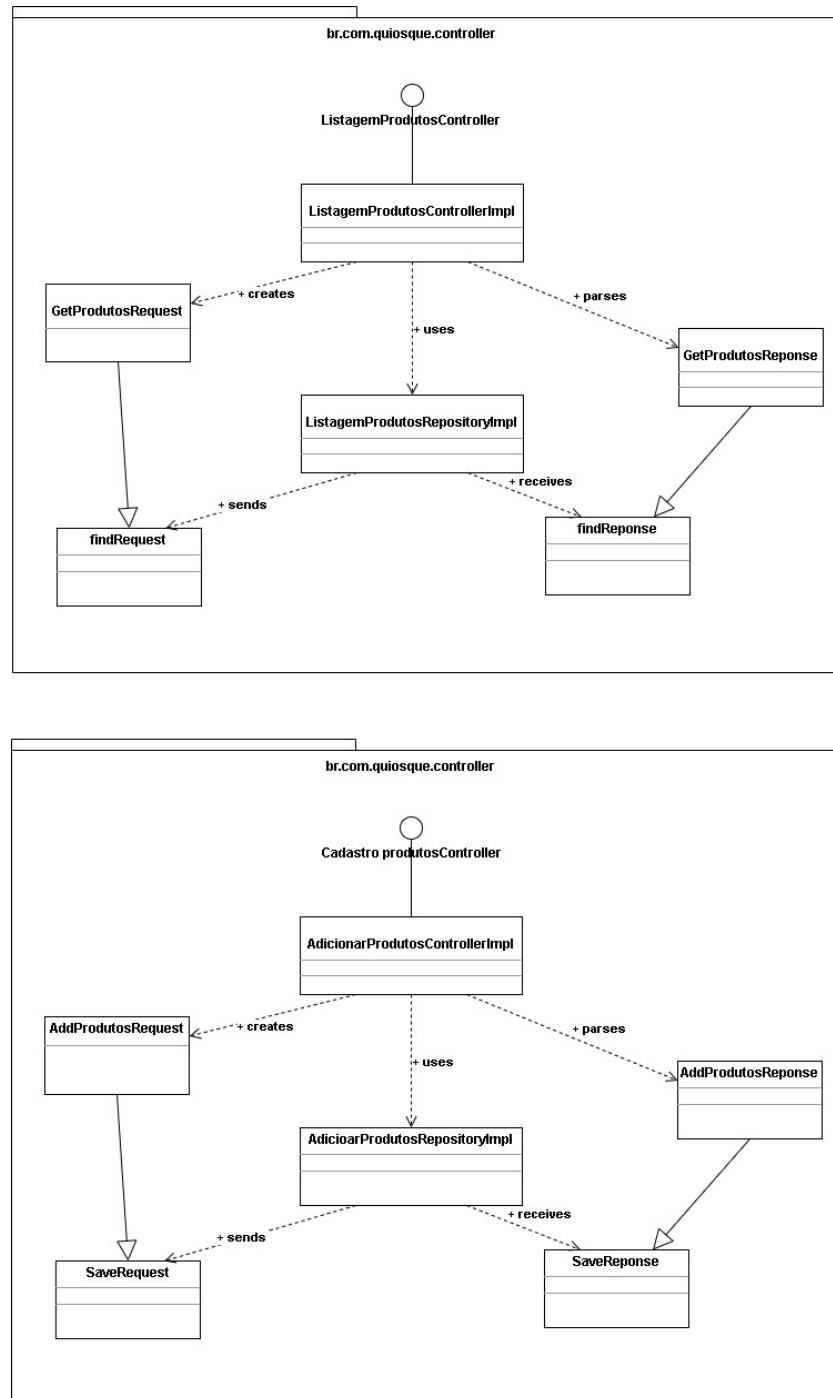 br.com.quiosque.controller
ListagemProdutosController
ListagemProdutosControllerImpl
+ creates
+ parses
GetProdutosRequest
+ uses
GetProdutosReponse
ListagemProdutosRepositoryImpl
+ sends
+ receives
findRequest
findReponse
br.com.quiosque.controller
Cadastro produtosController
AdicionarProdutosControllerImpl
+ creates
+ parses
AddProdutosRequest
+ uses
AddProdutosReponse
AdicioarProdutosRepositoryImpl
+ sends
+ receives
SaveRequest
SaveReponse